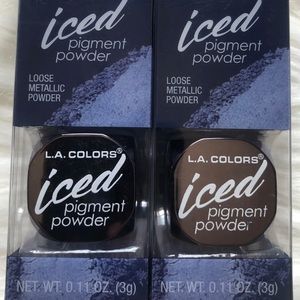 iced
pigment
powder
LOOSE
METALLIC
POWDER
L.A. COLORS®
iced
pigment
powder
NET. WT. 0.11 OZ. (3g)
iced
pigment
powder
LOOSE
METALLIC
POWDER
L.A. COLORS®
iced
pigment
powder
NET. WT. 0.11 OZ. (3g)